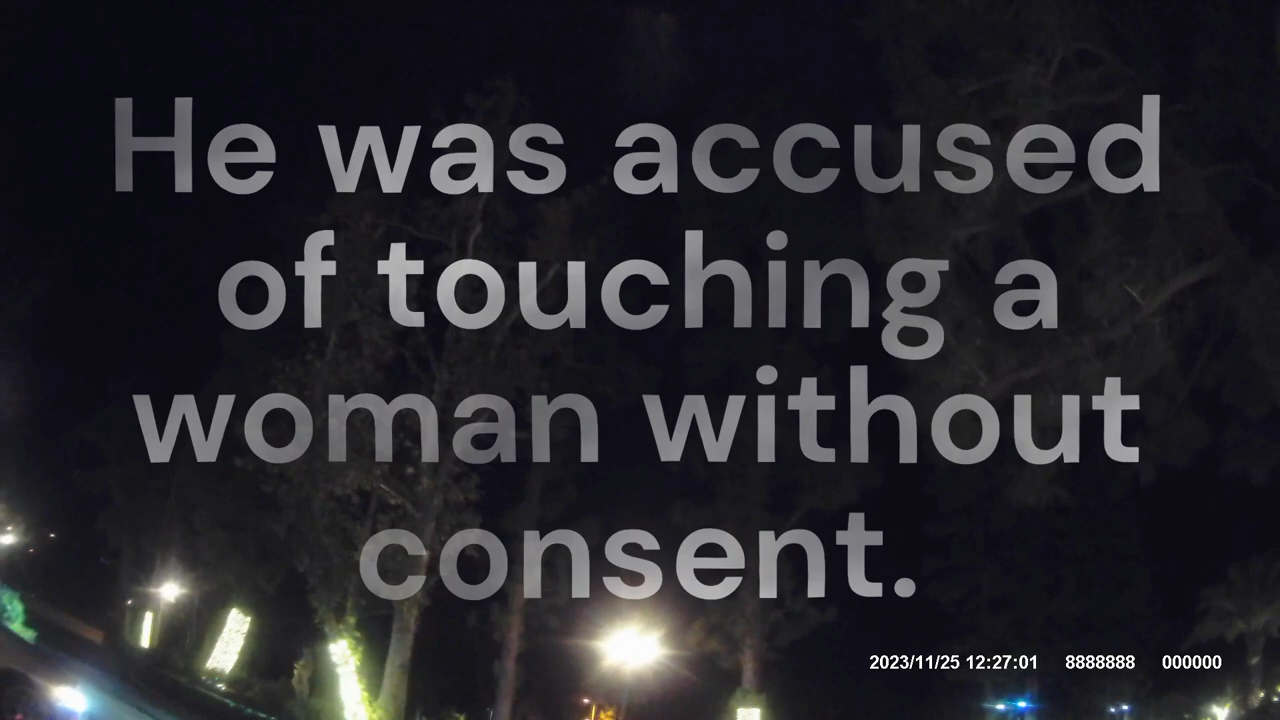 He was accused
of touching a
woman without
consent.
2023/11/25 12:27:01 8888888 000000